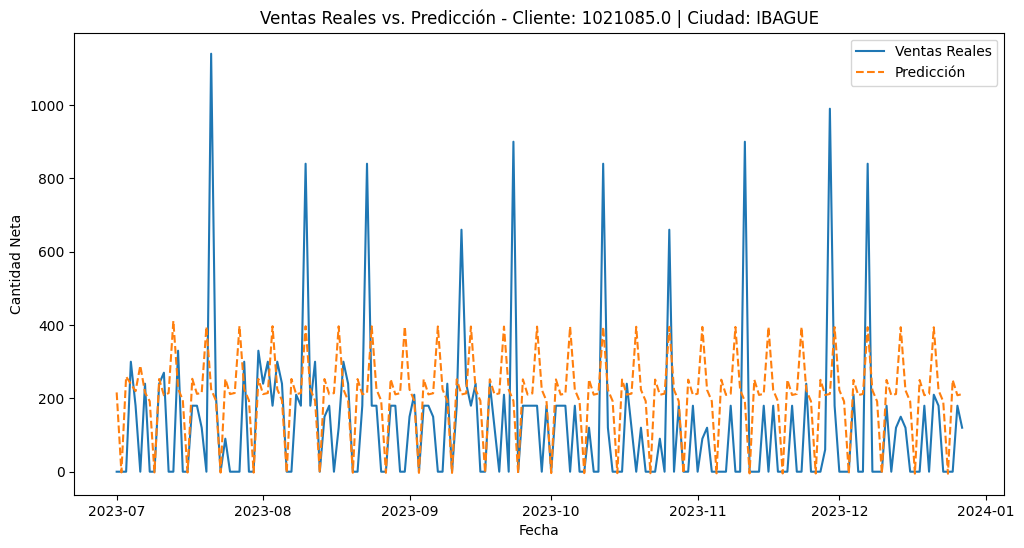 Ventas Reales vs. Predicción - Cliente: 1021085.0 | Ciudad: IBAGUE
Ventas Reales
Predicción
Cantidad Neta
1000
800
600
400
200
0
2023-07
2023-08
2023-09
2023-10
2023-11
2023-12
2024-01
Fecha